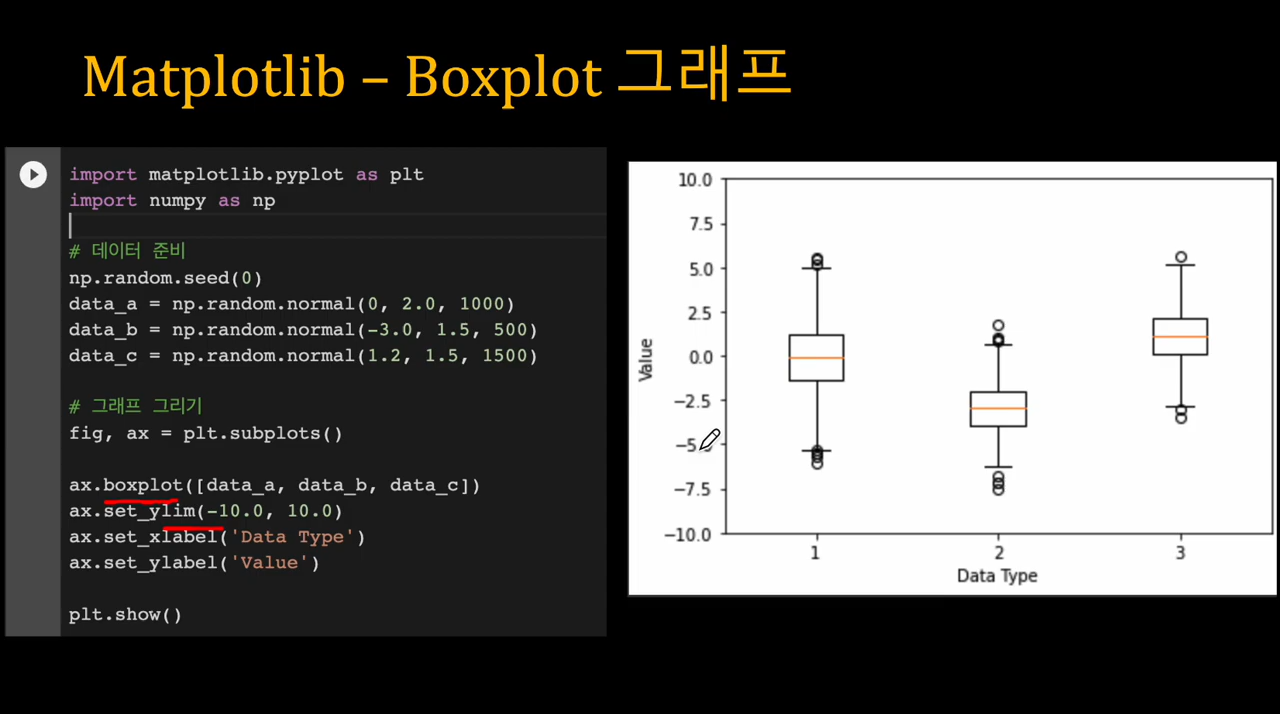 Matplotlib – Boxplot 그래프
import matplotlib.pyplot as plt
import numpy as np
# 데이터 준비
np.random.seed(0)
data_a = np.random.normal(0, 2.0, 1000)
data_b = np.random.normal(-3.0, 1.5, 500)
data_c = np.random.normal(1.2, 1.5, 1500)
# 그래프 그리기
fig, ax = plt.subplots()
ax.boxplot([data_a, data_b, data_c])
ax.set_ylim(-10.0, 10.0)
ax.set_xlabel('Data Type')
ax.set_ylabel('Value')
plt.show()
10.0
7.5
5.0
2.5
0.0
−2.5
−5.0
−7.5
−10.0
Value
1 2 3
Data Type